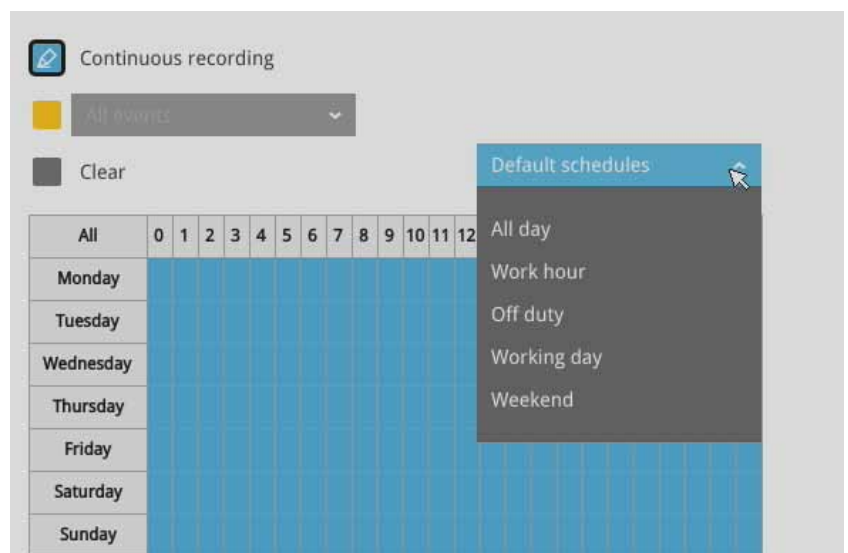 Continuous recording
All events
Clear
Default schedules
All day
Work hour
Off duty
Working day
Weekend
All 0 1 2 3 4 5 6 7 8 9 10 11 12
Monday
Tuesday
Wednesday
Thursday
Friday
Saturday
Sunday